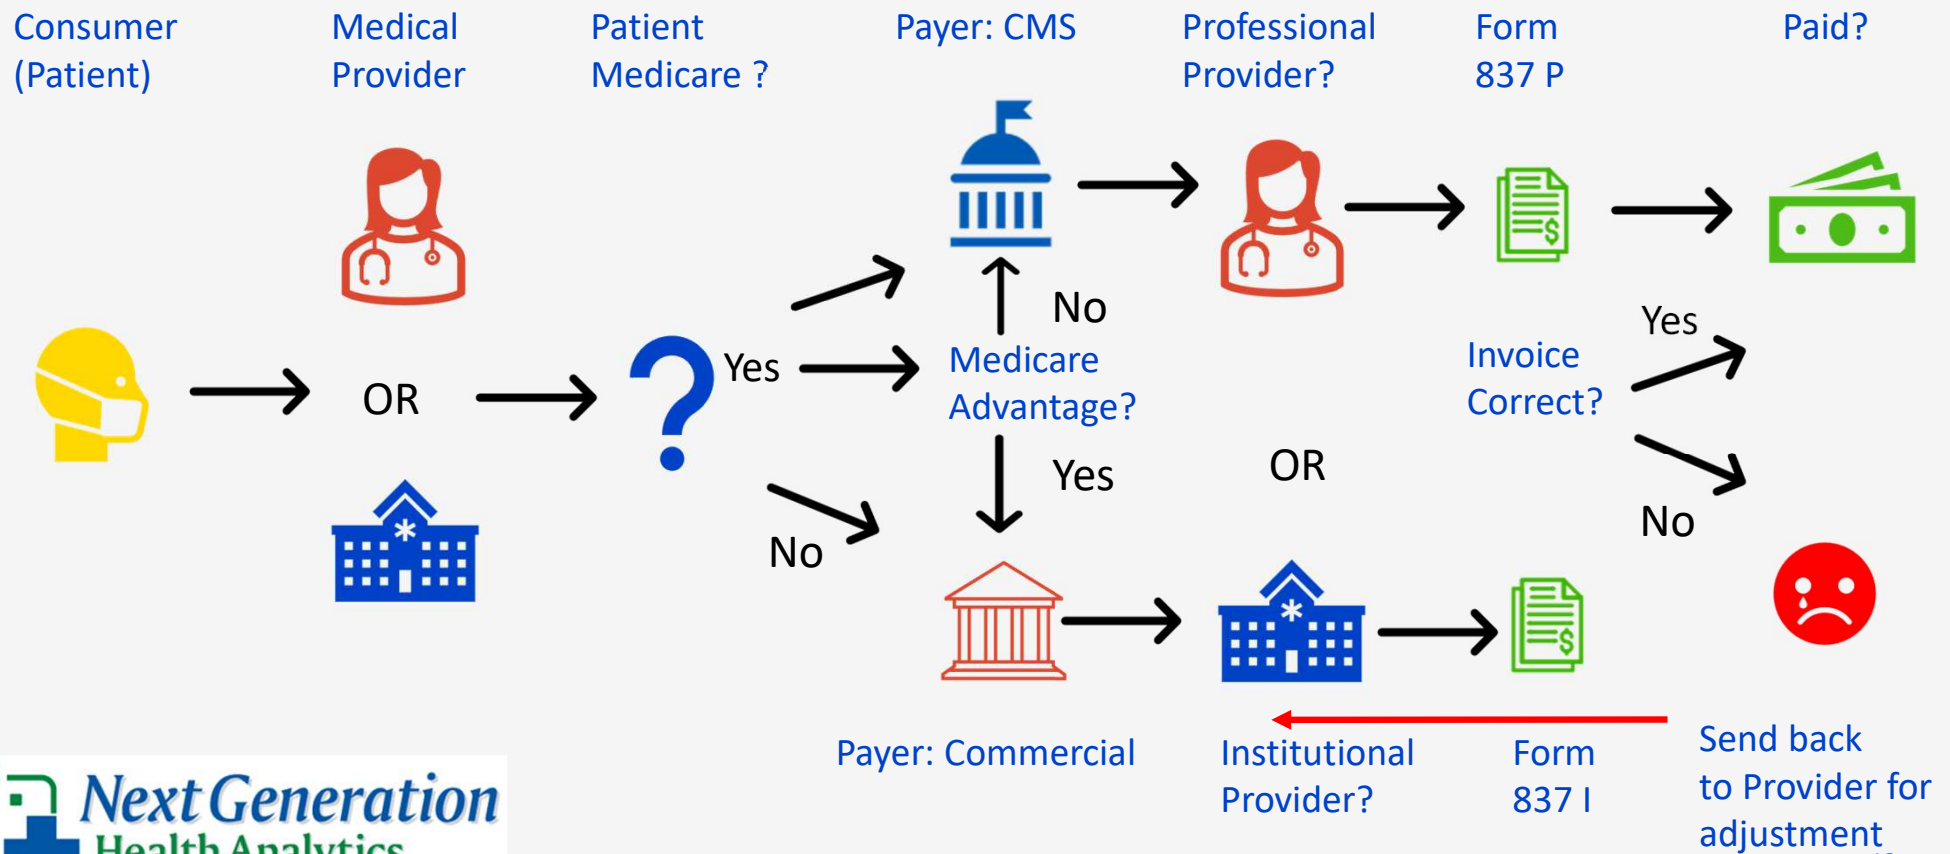 Consumer
(Patient)
Medical
Provider
Patient
Medicare ?
Payer: CMS
Professional
Provider?
Form
837 P
Paid?
OR
Yes
No
No
Medicare
Advantage?
Yes
OR
Invoice
Correct?
Yes
No
Payer: Commercial
Institutional
Provider?
Form
837 I
Send back
to Provider for
adjustment
Next Generation
Health Analytics